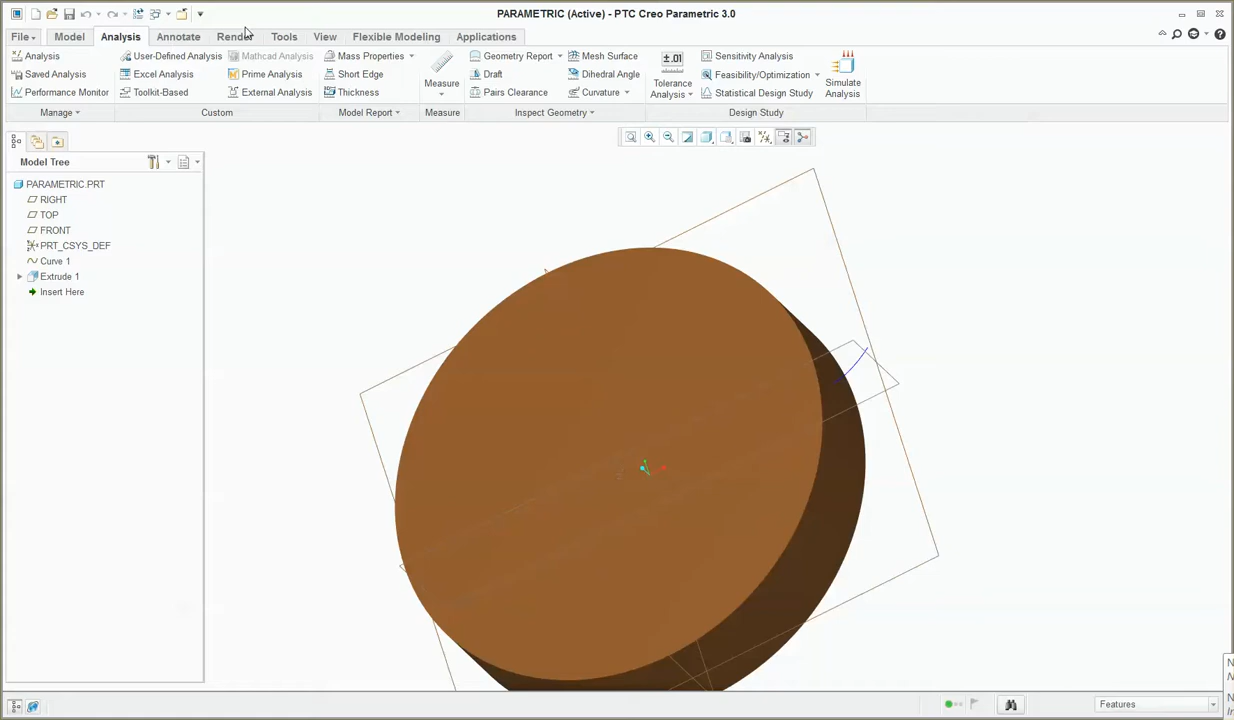 PARAMETRIC (Active) - PTC Creo Parametric 3.0
File Model Analysis Annotate Render Tools View Flexible Modeling Applications
Analysis User-Defined Analysis Mathcad Analysis Mass Properties Geometry Report Mesh Surface Sensitivity Analysis
Saved Analysis Excel Analysis Prime Analysis Short Edge Draft Dihedral Angle Feasibility/Optimization
Performance Monitor Toolkit-Based External Analysis Thickness Pairs Clearance Curvature Statistical Design Study
Measure
±.01
Tolerance
Analysis
Simulate
Analysis
Manage Custom Model Report Measure Inspect Geometry Design Study
Model Tree
PARAMETRIC.PRT
RIGHT
TOP
FRONT
PRT_CSYS_DEF
Curve 1
Extrude 1
Insert Here
Features